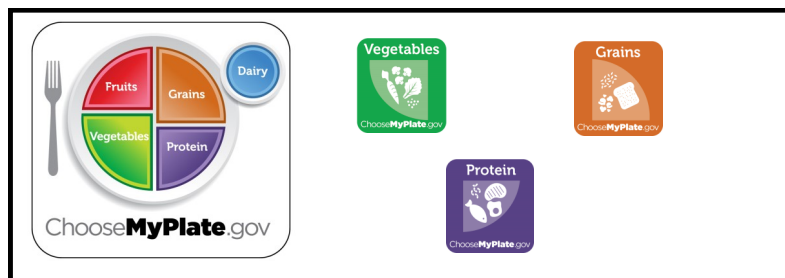 Fruits
Grains
Dairy
Vegetables
Protein
ChooseMyPlate.gov
Vegetables
ChooseMyPlate.gov
Grains
ChooseMyPlate.gov
Protein
ChooseMyPlate.gov